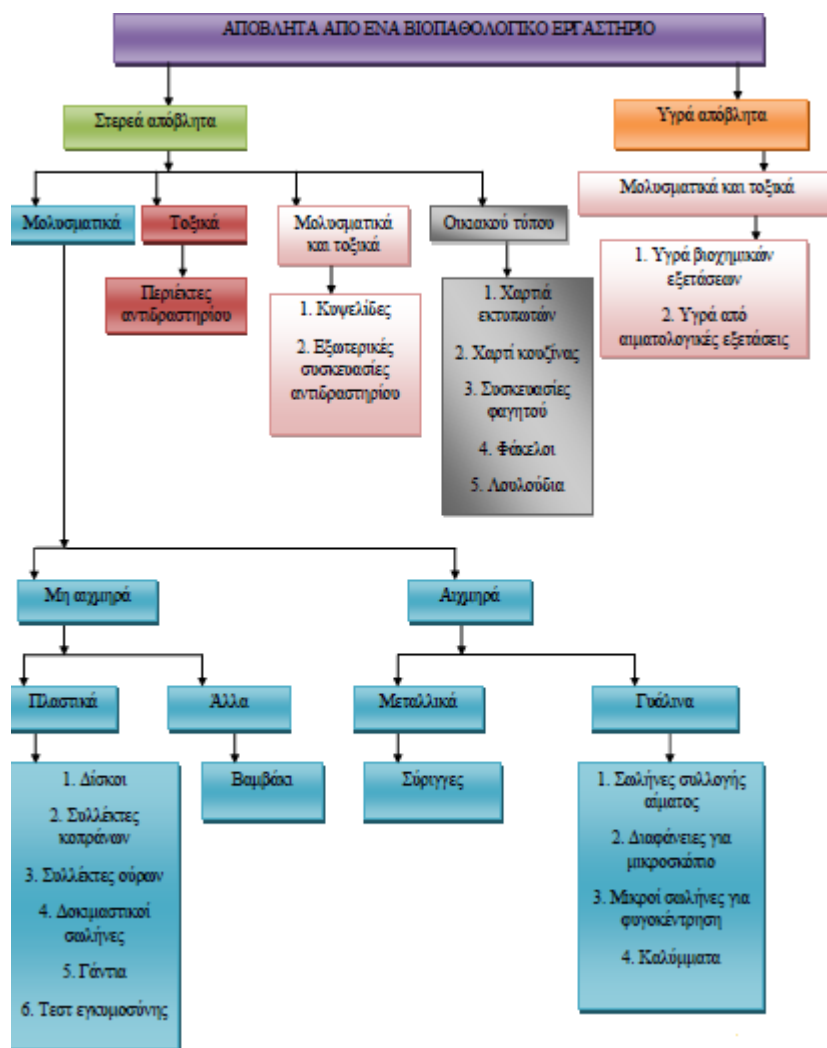 ΑΠΟΒΛΗΤΑ ΑΠΟ ΕΝΑ ΒΙΟΠΑΘΟΛΟΓΙΚΟ ΕΡΓΑΣΤΗΡΙΟ
Στερεά απόβλητα
Υγρά απόβλητα
Μολυσματικά και τοξικά
1. Υγρά βιοχημικών
εξετάσεων
2. Υγρά από
αιματολογικές εξετάσεις
Μολυσματικά
Τοξικά
Περιέκτες
αντιδραστηρίου
Μολυσματικά
και τοξικά
1. Κυψελίδες
2. Εξωτερικές
συσκευασίες
αντιδραστηρίου
Οικιακού τύπου
1. Χαρτιά
εκτυπωτών
2. Χαρτί κουζίνας
3. Συσκευασίες
φαγητού
4. Φάκελοι
5. Λουλούδια
Μη αιχμηρά
Αιχμηρά
Πλαστικά
Άλλα
Μεταλλικά
Γυάλινα
1. Δίσκοι
2. Συλλέκτες
κοπράνων
3. Συλλέκτες ούρων
4. Δοκιμαστικοί
σωλήνες
5. Γάντια
6. Τεστ εγκυμοσύνης
Βαμβάκι
Σύριγγες
1. Σωλήνες συλλογής
αίματος
2. Διαφάνειες για
μικροσκόπιο
3. Μικροί σωλήνες για
φυγοκέντρηση
4. Καλύμματα